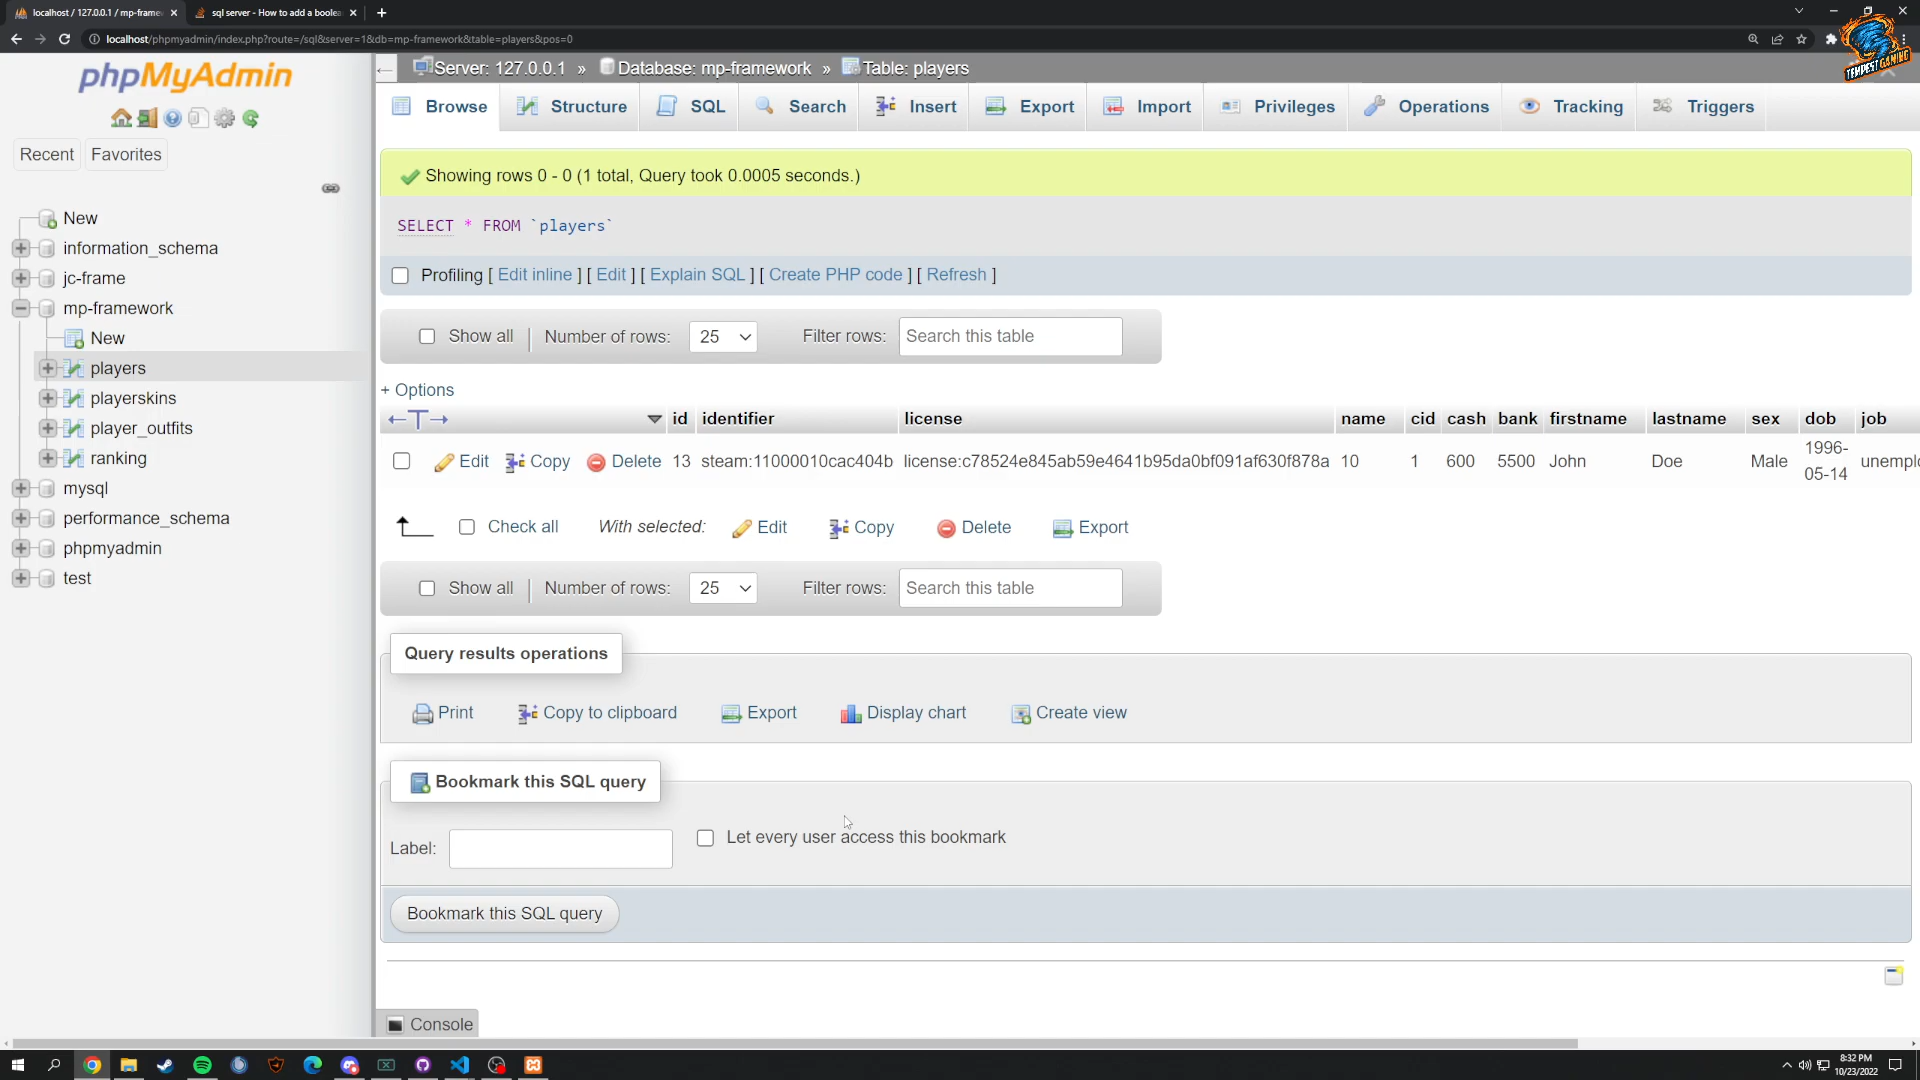 localhost / 127.0.0.1 / mp-frame
sql server - How to add a boolea
localhost/phpmyadmin/index.php?route=/sql&server=1&db=mp-framework&table=players&pos=0
TEMPEST GAMING
phpMyAdmin
Recent
Favorites
New
information_schema
jc-frame
mp-framework
New
players
playerskins
player_outfits
ranking
mysql
performance_schema
phpmyadmin
test
Server: 127.0.0.1 » Database: mp-framework » Table: players
Browse Structure SQL Search Insert Export Import Privileges Operations Tracking Triggers
Showing rows 0 - 0 (1 total, Query took 0.0005 seconds.)
SELECT * FROM `players`
Profiling [ Edit inline ] [ Edit ] [ Explain SQL ] [ Create PHP code ] [ Refresh ]
Show all | Number of rows: 25 Filter rows: Search this table
+ Options
←T→ id identifier license name cid cash bank firstname lastname sex dob job
Edit Copy Delete 13 steam:11000010cac404b license:c78524e845ab59e4641b95da0bf091af630f878a 10 1 600 5500 John Doe Male 1996-05-14 unemplo
Check all With selected: Edit Copy Delete Export
Show all | Number of rows: 25 Filter rows: Search this table
Query results operations
Print Copy to clipboard Export Display chart Create view
Bookmark this SQL query
Label: Let every user access this bookmark
Bookmark this SQL query
Console
8:32 PM
10/23/2022